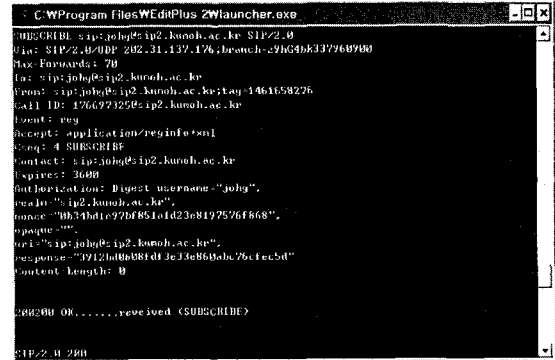 C:\Program Files\EditPlus 2\launcher.exe
SUBSCRIBE sip:johg@sip2.kumoh.ac.kr SIP/2.0
Via: SIP/2.0/UDP 202.31.137.176;branch=z9hG4bk337960900
Max-Forwards: 70
To: sip:johg@sip2.kumoh.ac.kr
From: sip:johg@sip2.kumoh.ac.kr;tag=1461658276
Call ID: 176697325@sip2.kumoh.ac.kr
Event: reg
Accept: application/reginfo+xml
Cseq: 4 SUBSCRIBE
Contact: sip:johg@sip2.kumoh.ac.kr
Expires: 3600
Authorization: Digest username="johg",
realm="sip2.kumoh.ac.kr",
opaque="",
uri="sip:johg@sip2.kumoh.ac.kr",
Content-Length: 0
200200 OK.......received (SUBSCRIBE)
SIP/2.0 200